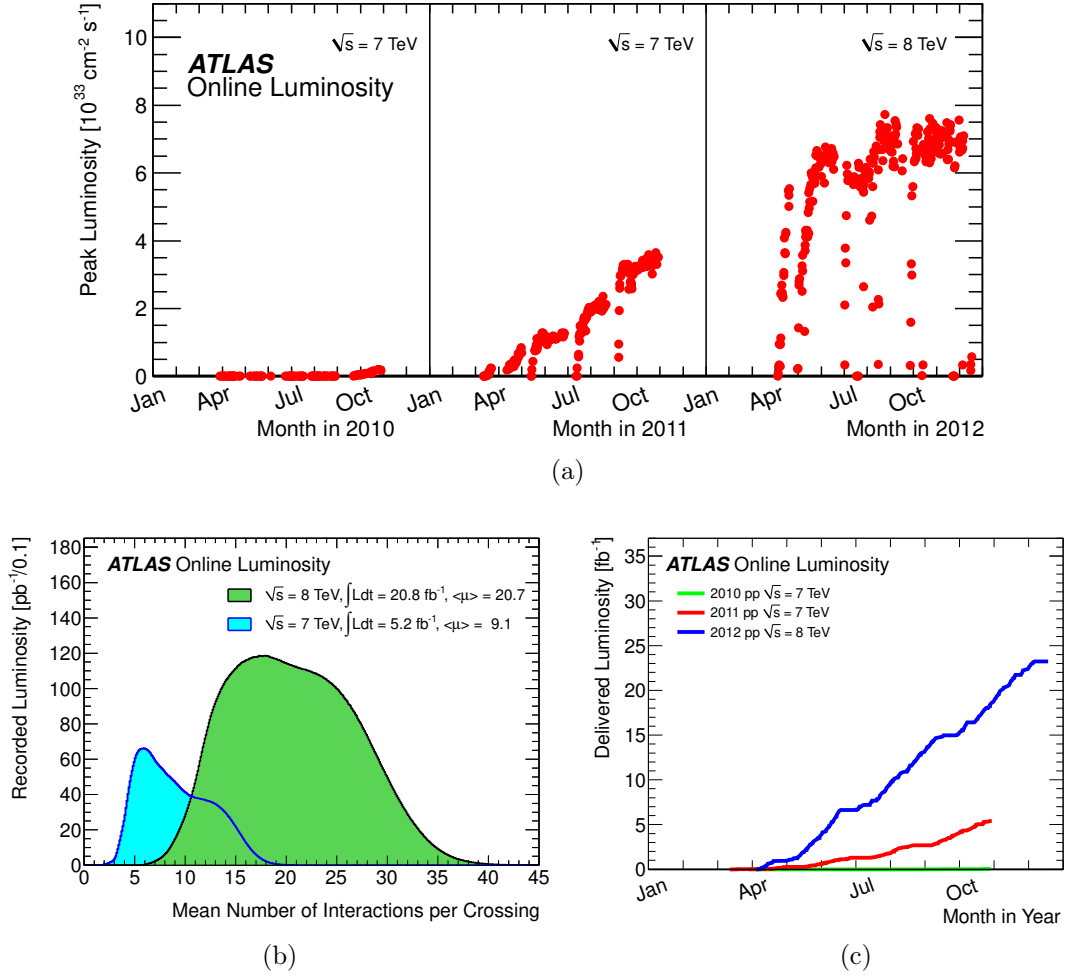 √s = 7 TeV √s = 7 TeV √s = 8 TeV
ATLAS
Online Luminosity
Peak Luminosity [10³³ cm⁻² s⁻¹]
10
8
6
4
2
0
Jan Apr Jul Oct Jan Apr Jul Oct Jan Apr Jul Oct
Month in 2010 Month in 2011 Month in 2012
(a)
Recorded Luminosity [pb⁻¹/0.1]
ATLAS Online Luminosity
√s = 8 TeV, ∫Ldt = 20.8 fb⁻¹, <μ> = 20.7
√s = 7 TeV, ∫Ldt = 5.2 fb⁻¹, <μ> = 9.1
180
160
140
120
100
80
60
40
20
0
0 5 10 15 20 25 30 35 40 45
Mean Number of Interactions per Crossing
(b)
Delivered Luminosity [fb⁻¹]
ATLAS Online Luminosity
2010 pp √s = 7 TeV
2011 pp √s = 7 TeV
2012 pp √s = 8 TeV
35
30
25
20
15
10
5
0
Jan Apr Jul Oct
Month in Year
(c)